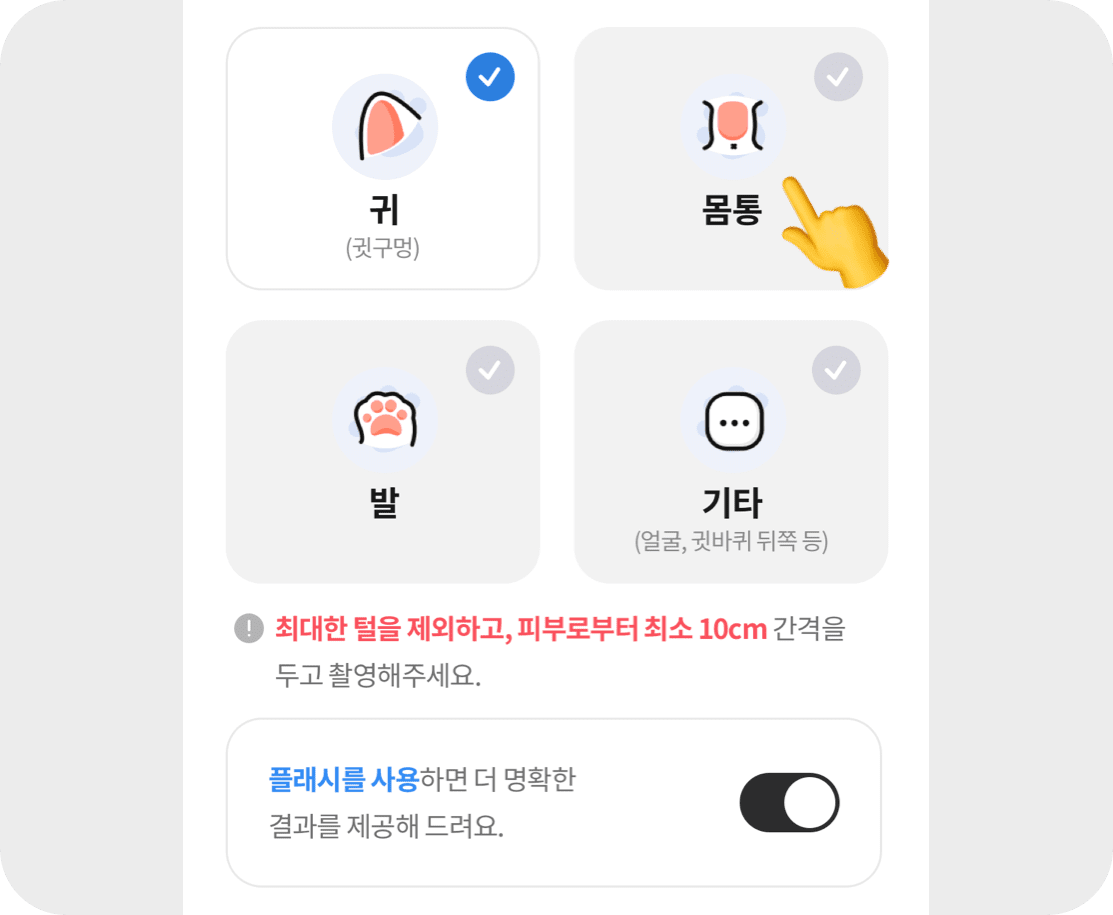 귀
(귓구멍)
몸통
발
기타
(얼굴, 귓바퀴 뒤쪽 등)
최대한 털을 제외하고, 피부로부터 최소 10cm 간격을
두고 촬영해주세요.
플래시를 사용하면 더 명확한
결과를 제공해 드려요.